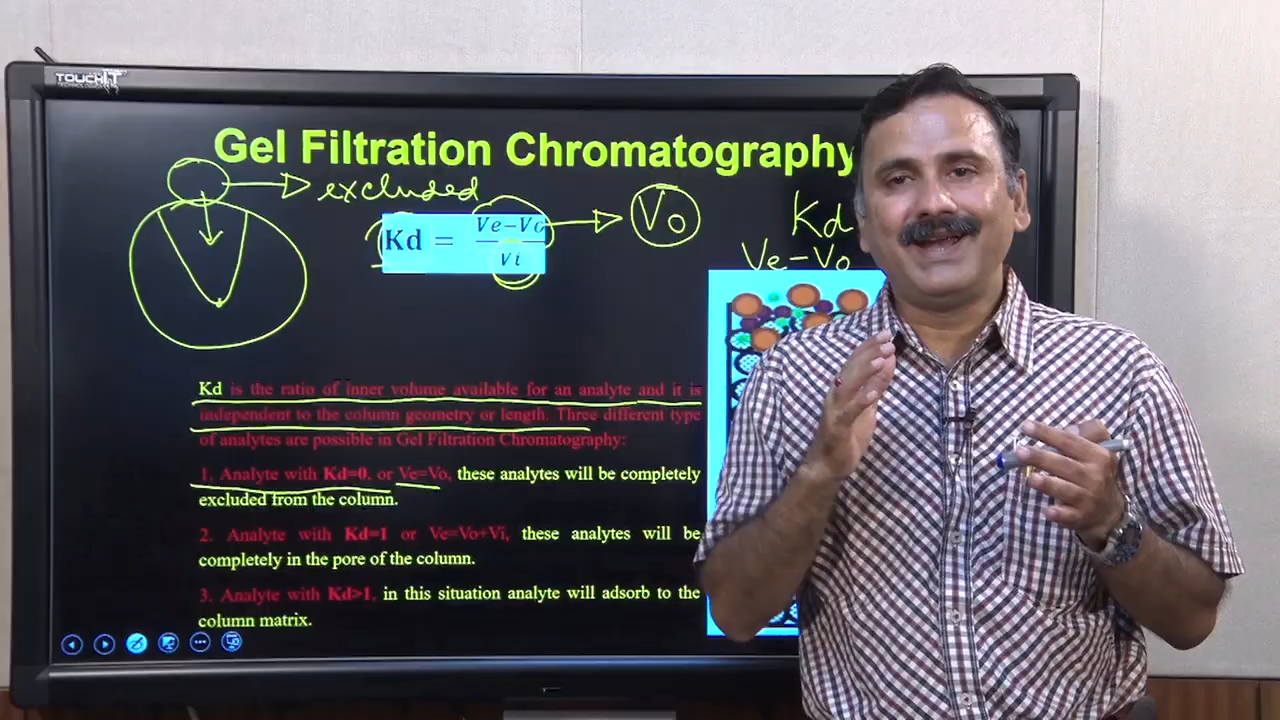 TOUCHIT
TECHNOLOGIES
Gel Filtration Chromatography
excluded
Kd = Ve-Vo
Vi
Vo
Kd
Ve-Vo
Kd is the ratio of inner volume available for an analyte and it is
independent to the column geometry or length. Three different type
of analytes are possible in Gel Filtration Chromatography:
1. Analyte with Kd=0. or Ve=Vo, these analytes will be completely
excluded from the column.
2. Analyte with Kd=1 or Ve=Vo+Vi, these analytes will be
completely in the pore of the column.
3. Analyte with Kd>1, in this situation analyte will adsorb to the
column matrix.